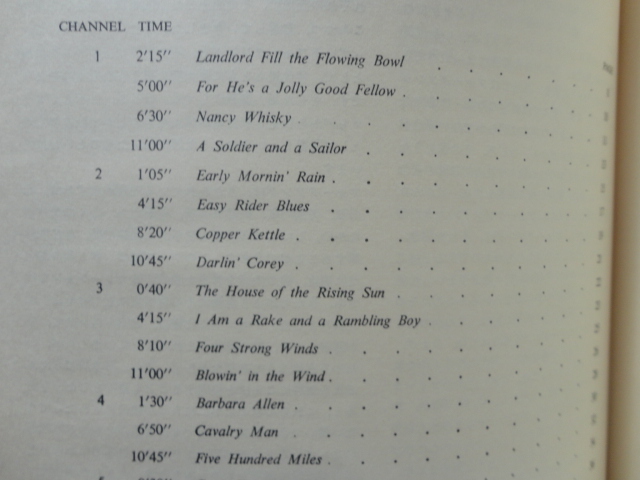 CHANNEL TIME
1 2'15'' Landlord Fill the Flowing Bowl
5'00'' For He's a Jolly Good Fellow
6'30'' Nancy Whisky
11'00'' A Soldier and a Sailor
2 1'05'' Early Mornin' Rain
4'15'' Easy Rider Blues
8'20'' Copper Kettle
10'45'' Darlin' Corey
3 0'40'' The House of the Rising Sun
4'15'' I Am a Rake and a Rambling Boy
8'10'' Four Strong Winds
11'00'' Blowin' in the Wind
4 1'30'' Barbara Allen
6'50'' Cavalry Man
10'45'' Five Hundred Miles